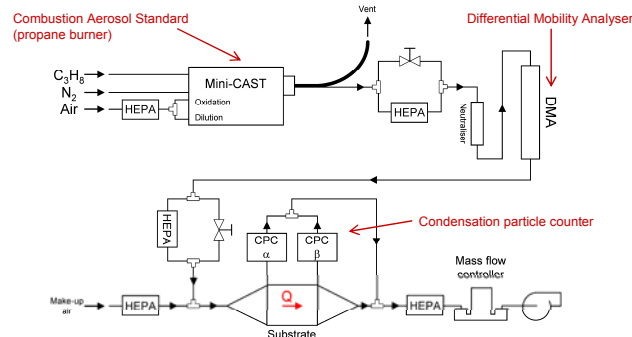 Combustion Aerosol Standard
(propane burner)
Vent
Differential Mobility Analyser
C₃H₈
N₂
Air
HEPA
Mini-CAST
Oxidation
Dilution
HEPA
Neutraliser
DMA
HEPA
CPC
α
CPC
β
Condensation particle counter
Mass flow
controller
Make-up
air
HEPA
Q
HEPA
Substrate